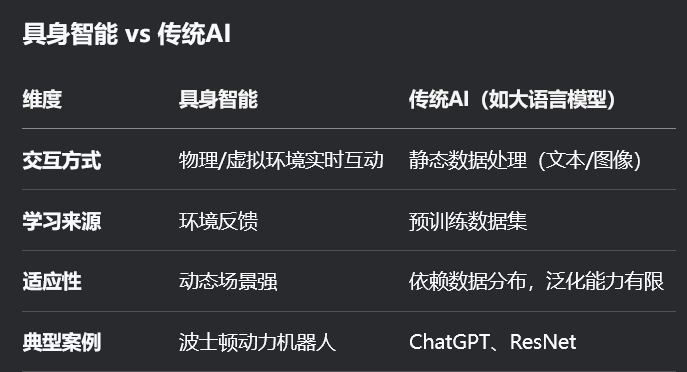 具身智能 vs 传统AI
维度 具身智能 传统AI（如大语言模型）
交互方式 物理/虚拟环境实时互动 静态数据处理（文本/图像）
学习来源 环境反馈 预训练数据集
适应性 动态场景强 依赖数据分布，泛化能力有限
典型案例 波士顿动力机器人 ChatGPT、ResNet